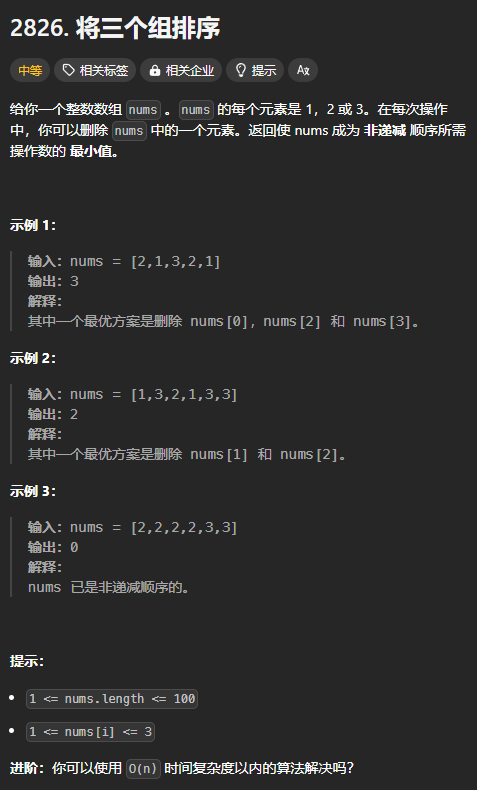 2826. 将三个组排序
中等 相关标签 相关企业 提示
给你一个整数数组 nums 。nums 的每个元素是 1，2 或 3。在每次操作
中，你可以删除 nums 中的一个元素。返回使 nums 成为 非递减 顺序所需
操作数的 最小值。
示例 1：
输入：nums = [2,1,3,2,1]
输出：3
解释：
其中一个最优方案是删除 nums[0]，nums[2] 和 nums[3]。
示例 2：
输入：nums = [1,3,2,1,3,3]
输出：2
解释：
其中一个最优方案是删除 nums[1] 和 nums[2]。
示例 3：
输入：nums = [2,2,2,2,3,3]
输出：0
解释：
nums 已是非递减顺序的。
提示：
1 <= nums.length <= 100
1 <= nums[i] <= 3
进阶：你可以使用 O(n) 时间复杂度以内的算法解决吗？